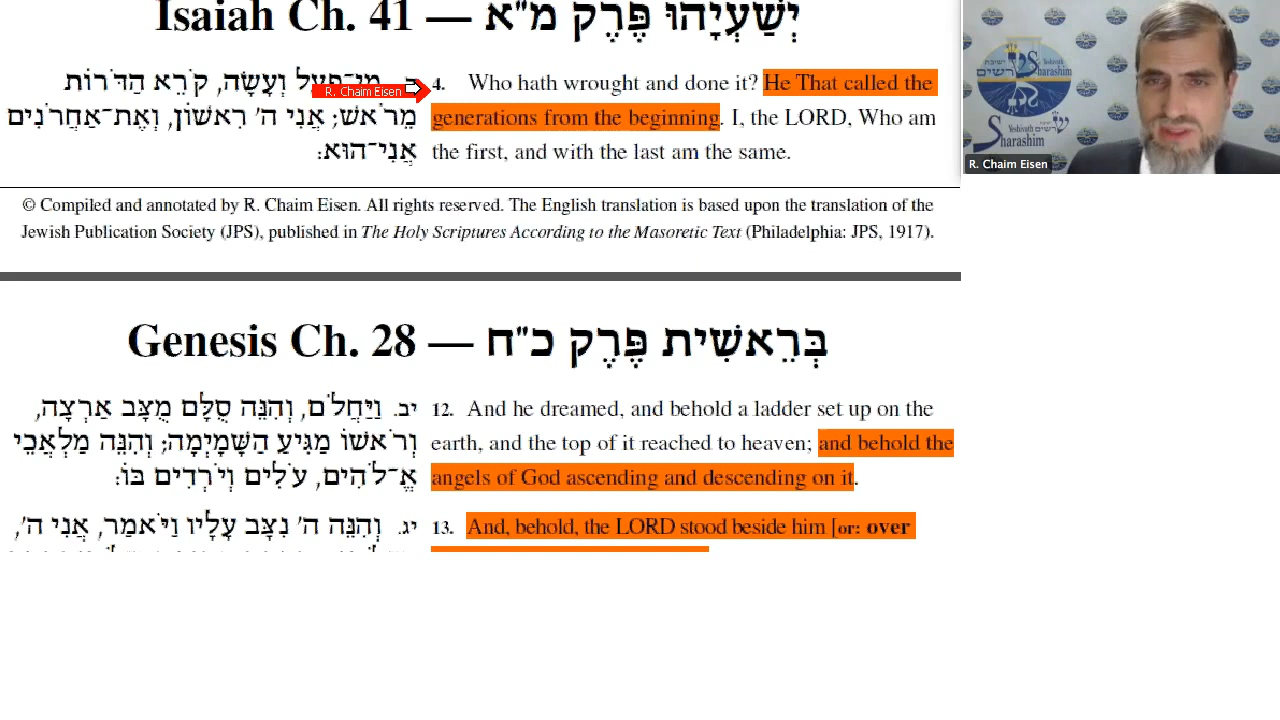 Isaiah Ch. 41 — יְשַׁעְיָהוּ פֶּרֶק מ"א
מִי־פָעַל וְעָשָׂה, קֹרֵא הַדֹּרוֹת
מֵרֹאשׁ; אֲנִי ה' רִאשׁוֹן, וְאֶת־אַחֲרֹנִים
אֲנִי־הוּא:
R. Chaim Eisen
4. Who hath wrought and done it? He That called the
generations from the beginning. I, the LORD, Who am
the first, and with the last am the same.
© Compiled and annotated by R. Chaim Eisen. All rights reserved. The English translation is based upon the translation of the
Jewish Publication Society (JPS), published in The Holy Scriptures According to the Masoretic Text (Philadelphia: JPS, 1917).
Genesis Ch. 28 — בְּרֵאשִׁית פֶּרֶק כ"ח
יב. וַיַּחֲלֹם, וְהִנֵּה סֻלָּם מֻצָּב אַרְצָה,
וְרֹאשׁוֹ מַגִּיעַ הַשָּׁמָיְמָה; וְהִנֵּה מַלְאֲכֵי
אֱ־לֹהִים, עֹלִים וְיֹרְדִים בּוֹ:
12. And he dreamed, and behold a ladder set up on the
earth, and the top of it reached to heaven; and behold the
angels of God ascending and descending on it.
יג. וְהִנֵּה ה' נִצָּב עָלָיו וַיֹּאמַר, אֲנִי ה',
13. And, behold, the LORD stood beside him [or: over
ישיבת
שרשים
Yeshivath
Sharashim
Yeshivath שרשים
Sharashim
R. Chaim Eisen